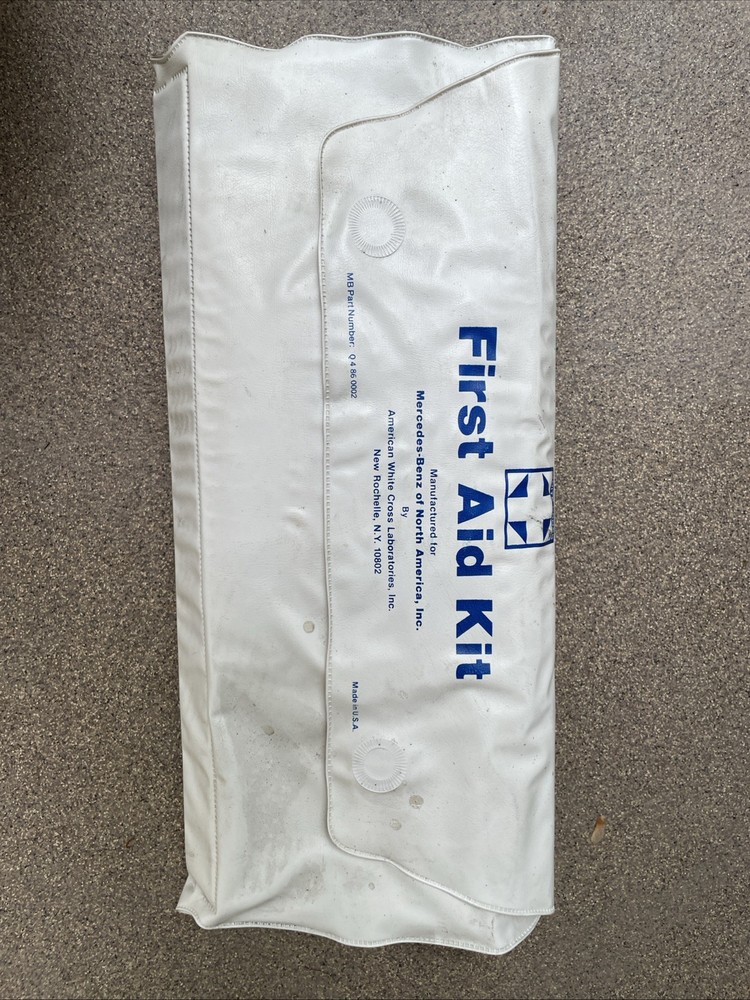 First Aid Kit
Manufactured for
Mercedes-Benz of North America, Inc.
By
American White Cross Laboratories, Inc.
New Rochelle, N.Y. 10802
MB Part Number: Q 4 86 0002
Made in U.S.A.